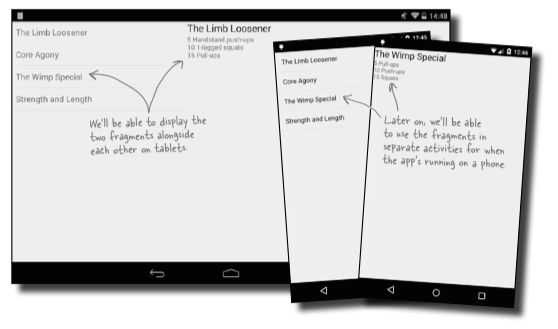 14:48
The Limb Loosener
Core Agony
The Wimp Special
Strength and Length
The Limb Loosener
5 Handstand push-ups
10 1-legged squats
15 Pull-ups
We'll be able to display the
two fragments alongside
each other on tablets.
12:45
The Limb Loosener
Core Agony
The Wimp Special
Strength and Length
12:46
The Wimp Special
5 Pull-ups
10 Push-ups
15 Squats
Later on, we'll be able
to use the fragments in
separate activities for when
the app's running on a phone.